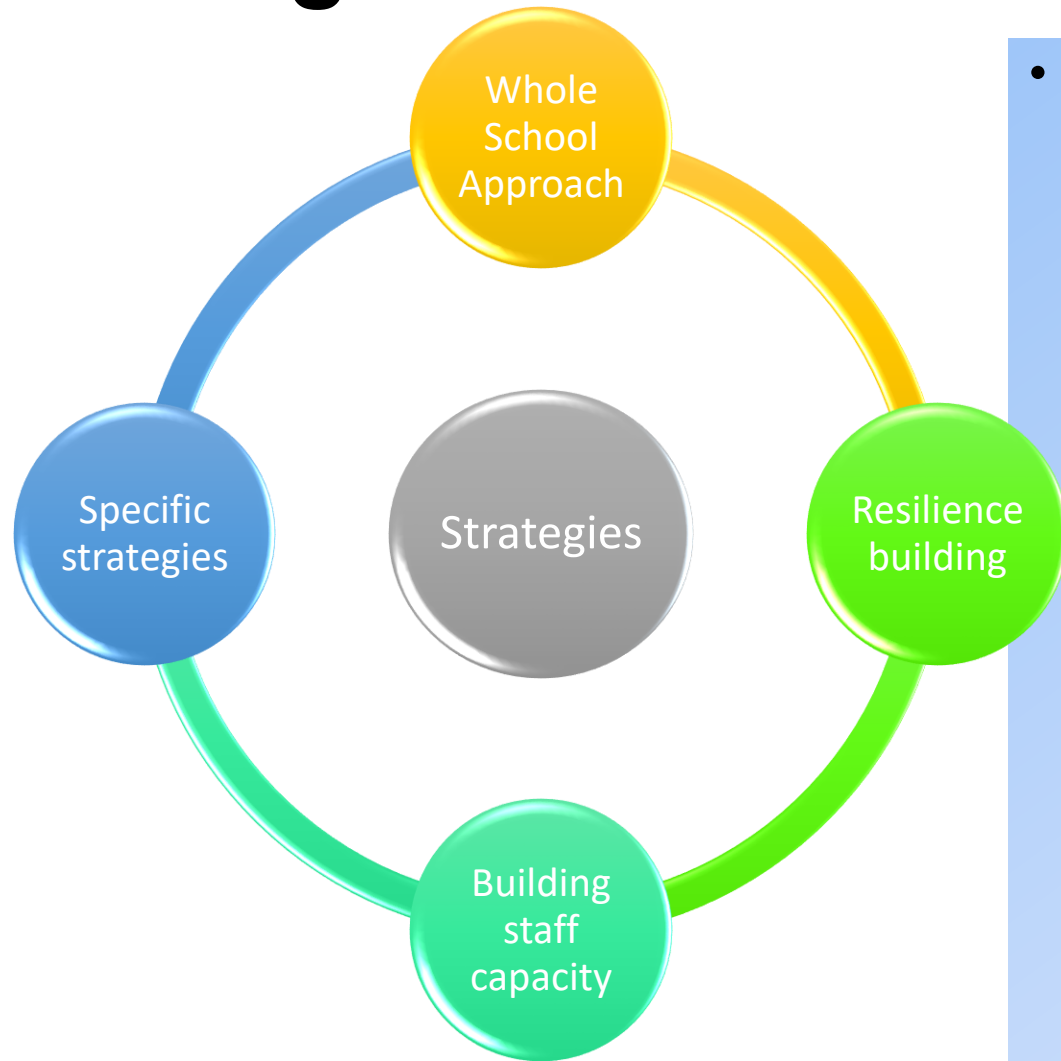 Whole
School
Approach
Specific
strategies
Strategies
Resilience
building
Building
staff
capacity